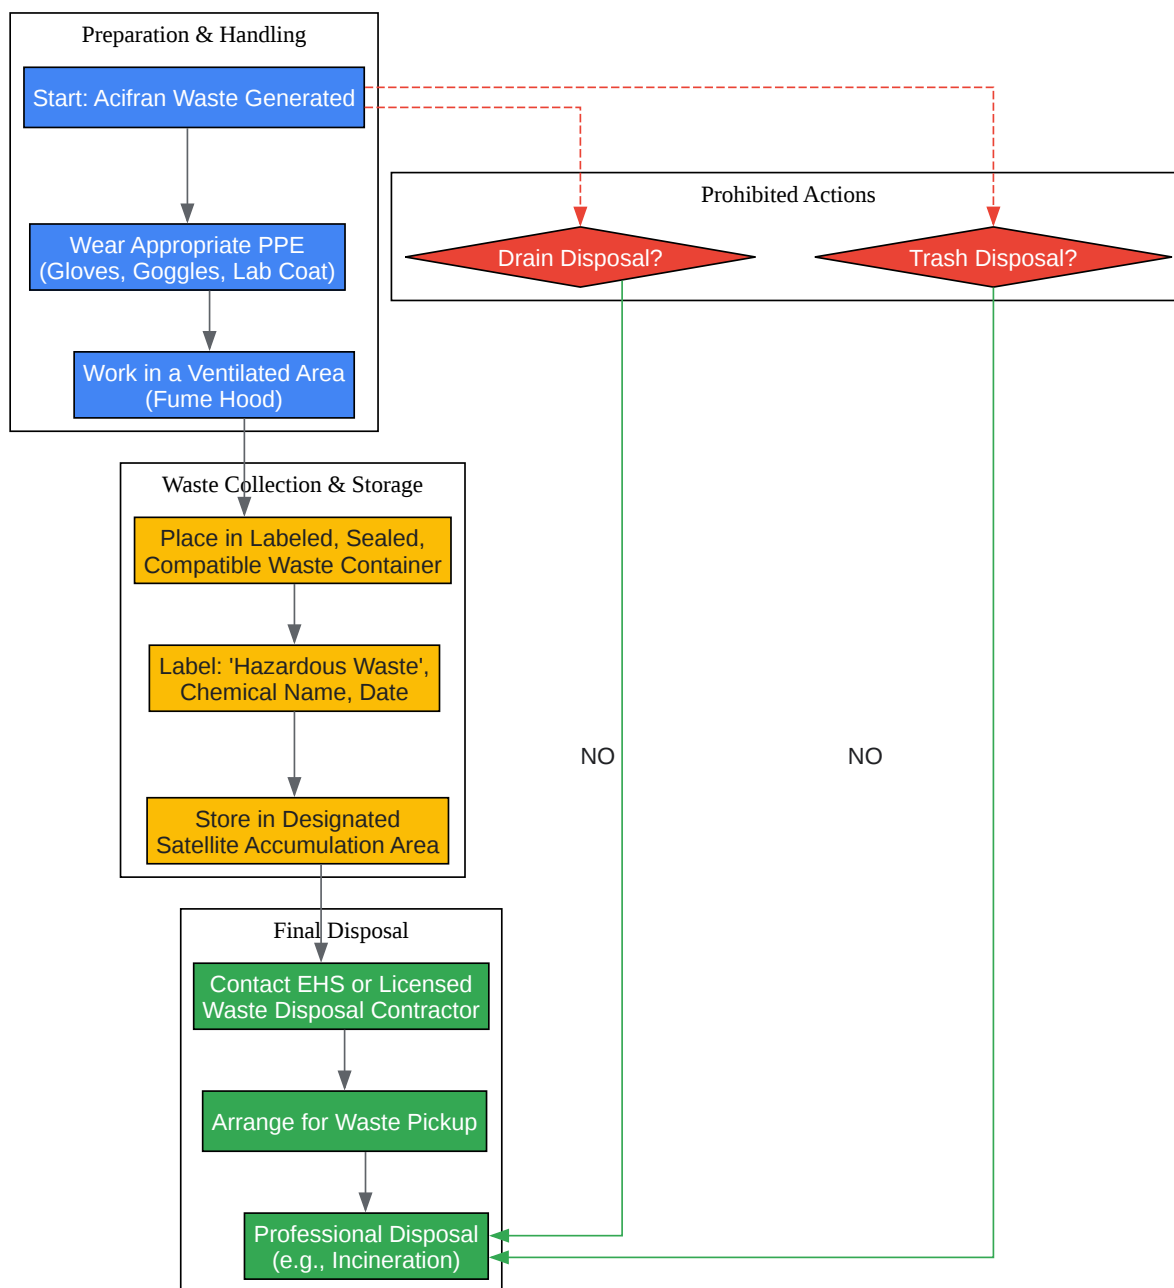 Preparation & Handling
Start: Acifran Waste Generated
Wear Appropriate PPE
(Gloves, Goggles, Lab Coat)
Work in a Ventilated Area
(Fume Hood)
Prohibited Actions
Drain Disposal?
Trash Disposal?
Waste Collection & Storage
Place in Labeled, Sealed,
Compatible Waste Container
Label: 'Hazardous Waste',
Chemical Name, Date
Store in Designated
Satellite Accumulation Area
NO
NO
Final Disposal
Contact EHS or Licensed
Waste Disposal Contractor
Arrange for Waste Pickup
Professional Disposal
(e.g., Incineration)